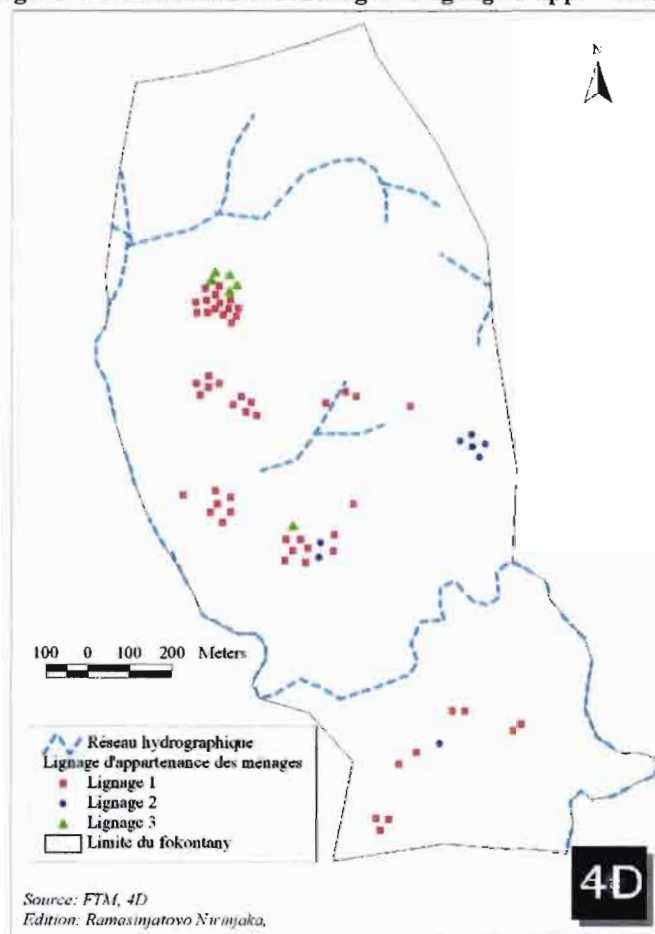 N
100 0 100 200 Meters
Réseau hydrographique
Lignage d'appartenance des menages
Lignage 1
Lignage 2
Lignage 3
Limite du fokontany
4D
Source: FTM, 4D
Edition: Ramasinjatovo Nirinjaka,